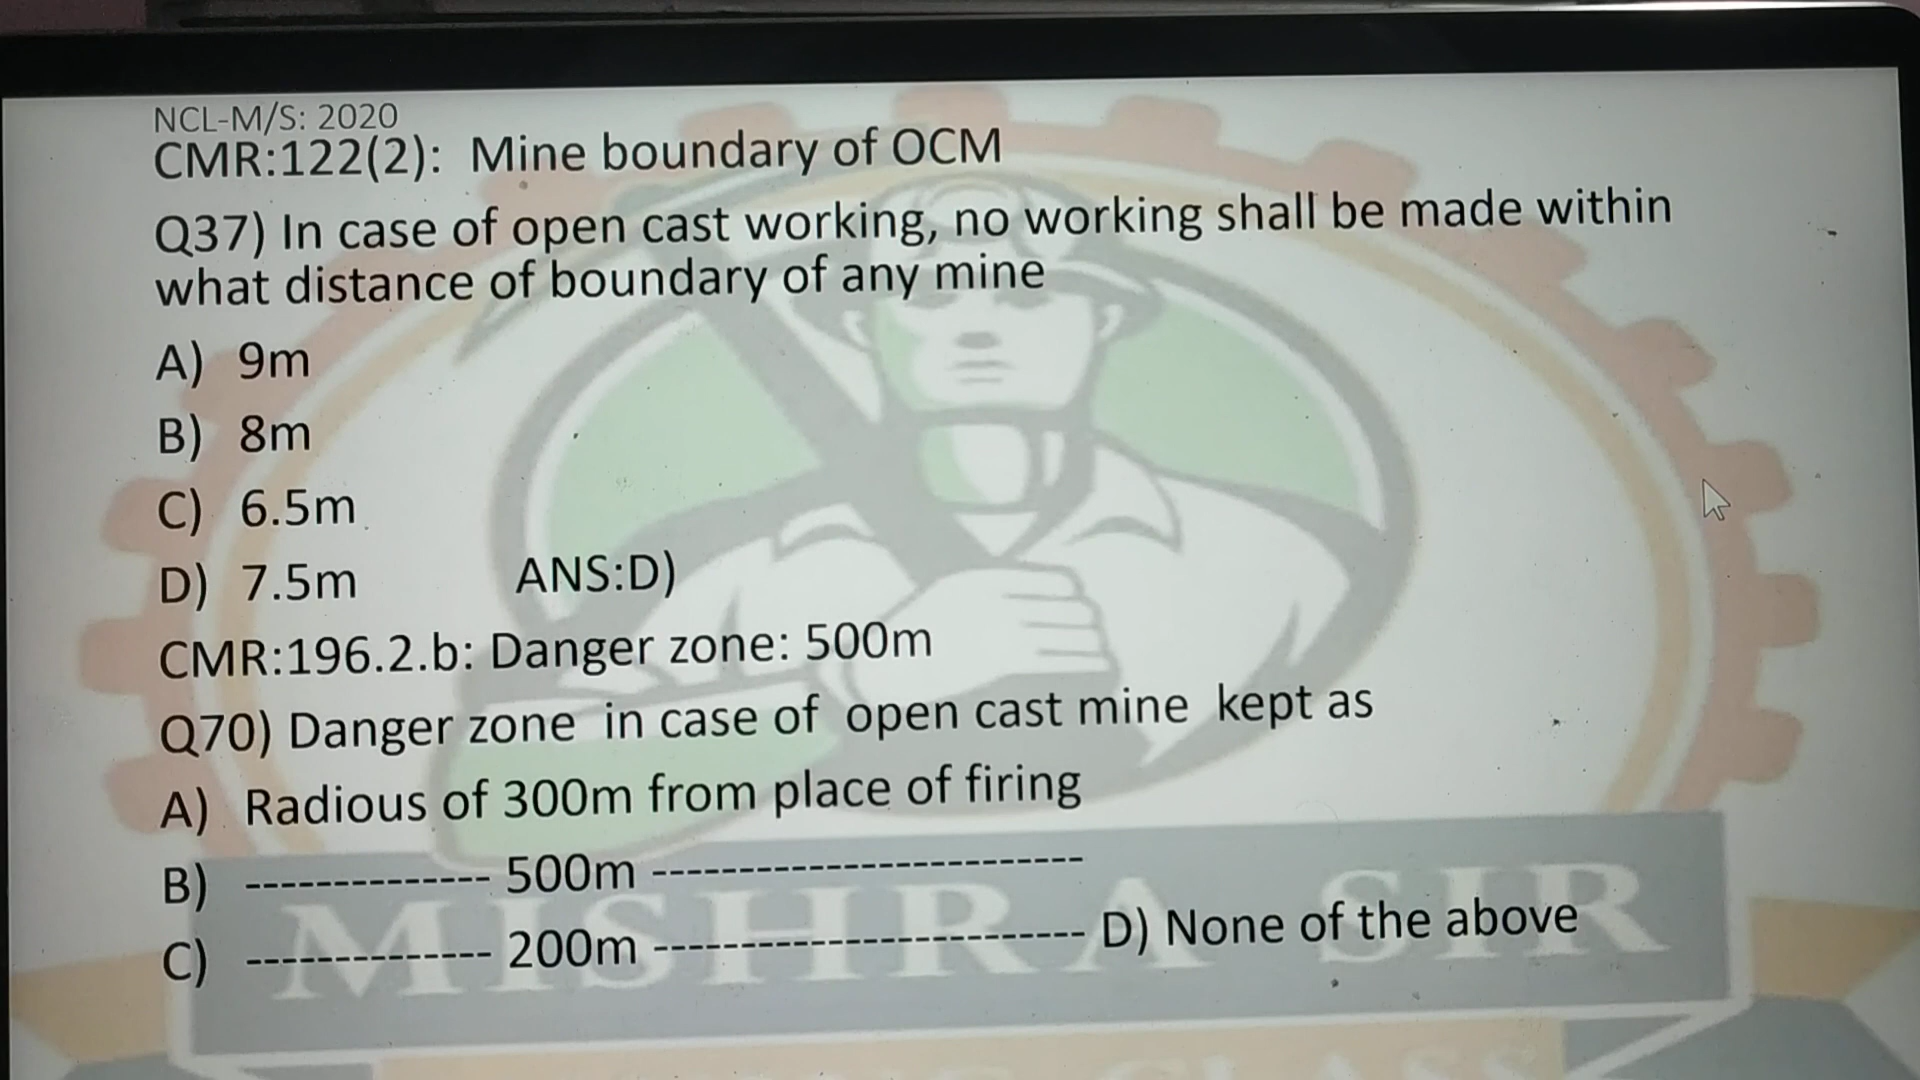 NCL-M/S: 2020
CMR:122(2): Mine boundary of OCM
Q37) In case of open cast working, no working shall be made within
what distance of boundary of any mine
A) 9m
B) 8m
C) 6.5m
D) 7.5m ANS:D)
CMR:196.2.b: Danger zone: 500m
Q70) Danger zone in case of open cast mine kept as
A) Radious of 300m from place of firing
B) -------------- 500m -------------------------
C) -------------- 200m ------------------------- D) None of the above
MISHRA SIR
CLASS